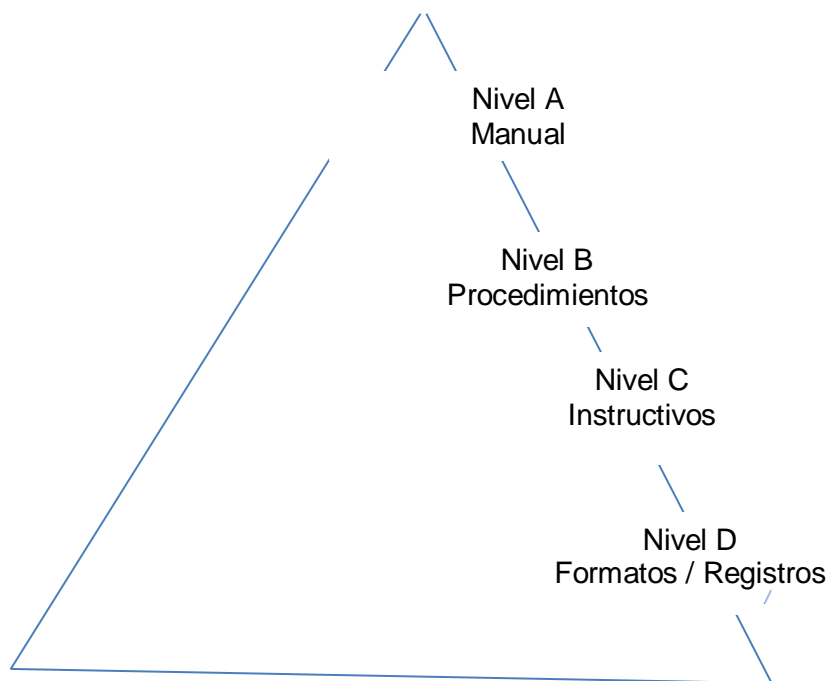 Nivel A
Manual
Nivel B
Procedimientos
Nivel C
Instructivos
Nivel D
Formatos / Registros